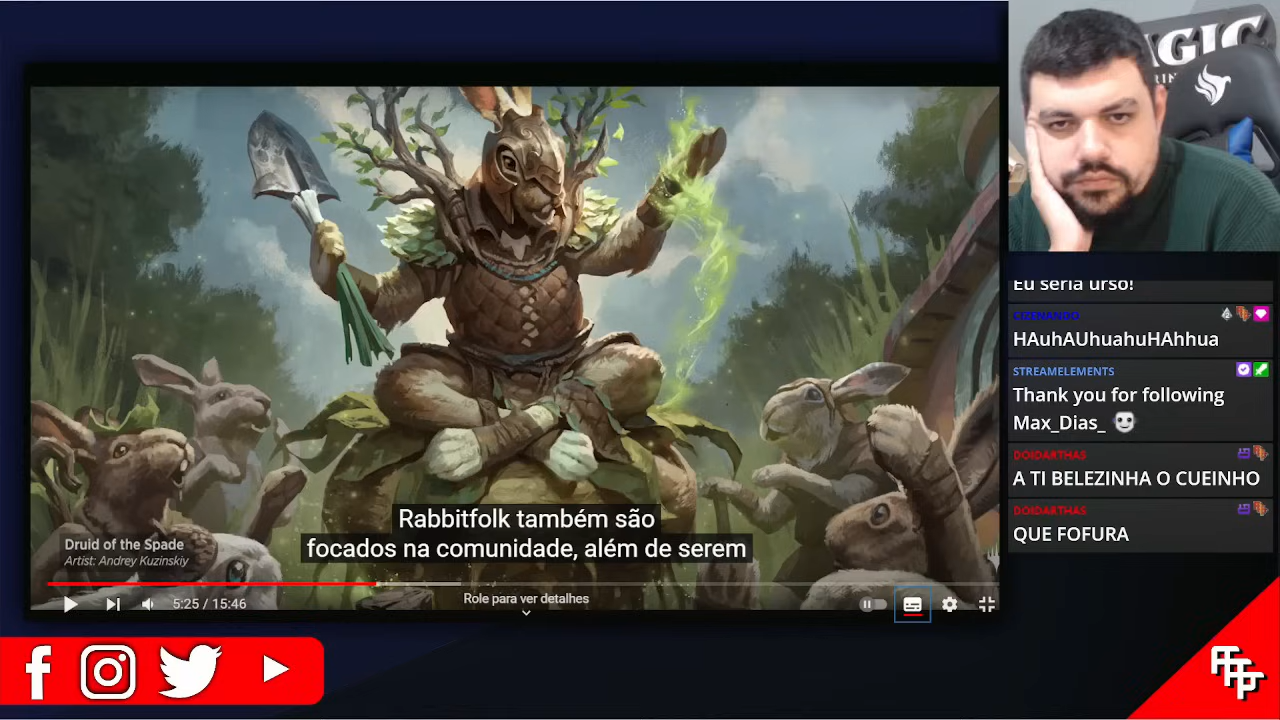 Rabbitfolk também são
focados na comunidade, além de serem
Druid of the Spade
Artist: Andrey Kuzinskiy
5:25 / 15:46
Role para ver detalhes
Eu seria urso!
CIZENANDO
HAuhAUhuahuHAhhua
STREAMELEMENTS
Thank you for following
Max_Dias_
DOIDARTHAS
A TI BELEZINHA O CUEINHO
DOIDARTHAS
QUE FOFURA